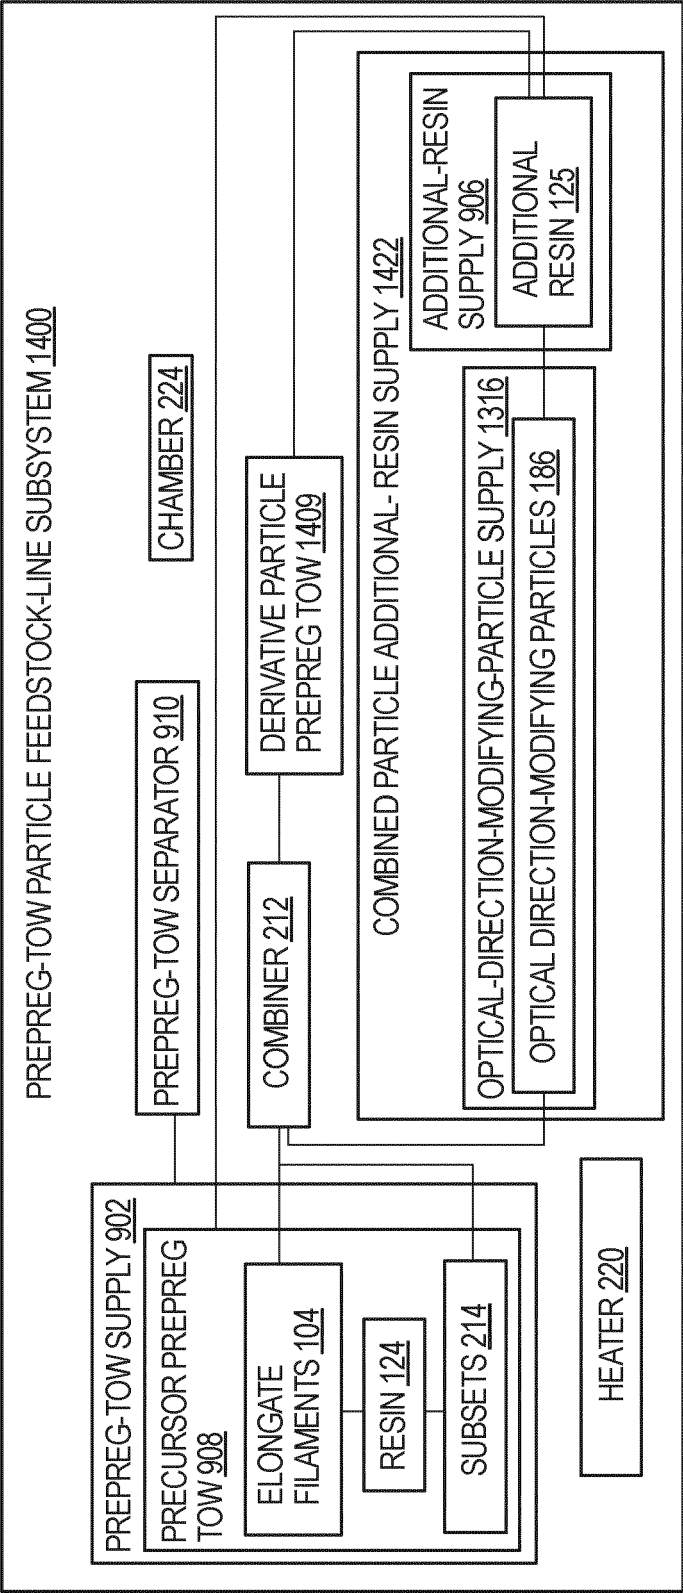 PREPREG-TOW PARTICLE FEEDSTOCK-LINE SUBSYSTEM 1400
PREPREG-TOW SUPPLY 902
PRECURSOR PREPREG
TOW 908
ELONGATE
FILAMENTS 104
RESIN 124
SUBSETS 214
HEATER 220
PREPREG-TOW SEPARATOR 910
COMBINER 212
CHAMBER 224
DERIVATIVE PARTICLE
PREPREG TOW 1409
COMBINED PARTICLE ADDITIONAL- RESIN SUPPLY 1422
OPTICAL-DIRECTION-MODIFYING-PARTICLE SUPPLY 1316
OPTICAL DIRECTION-MODIFYING PARTICLES 186
ADDITIONAL-RESIN
SUPPLY 906
ADDITIONAL
RESIN 125